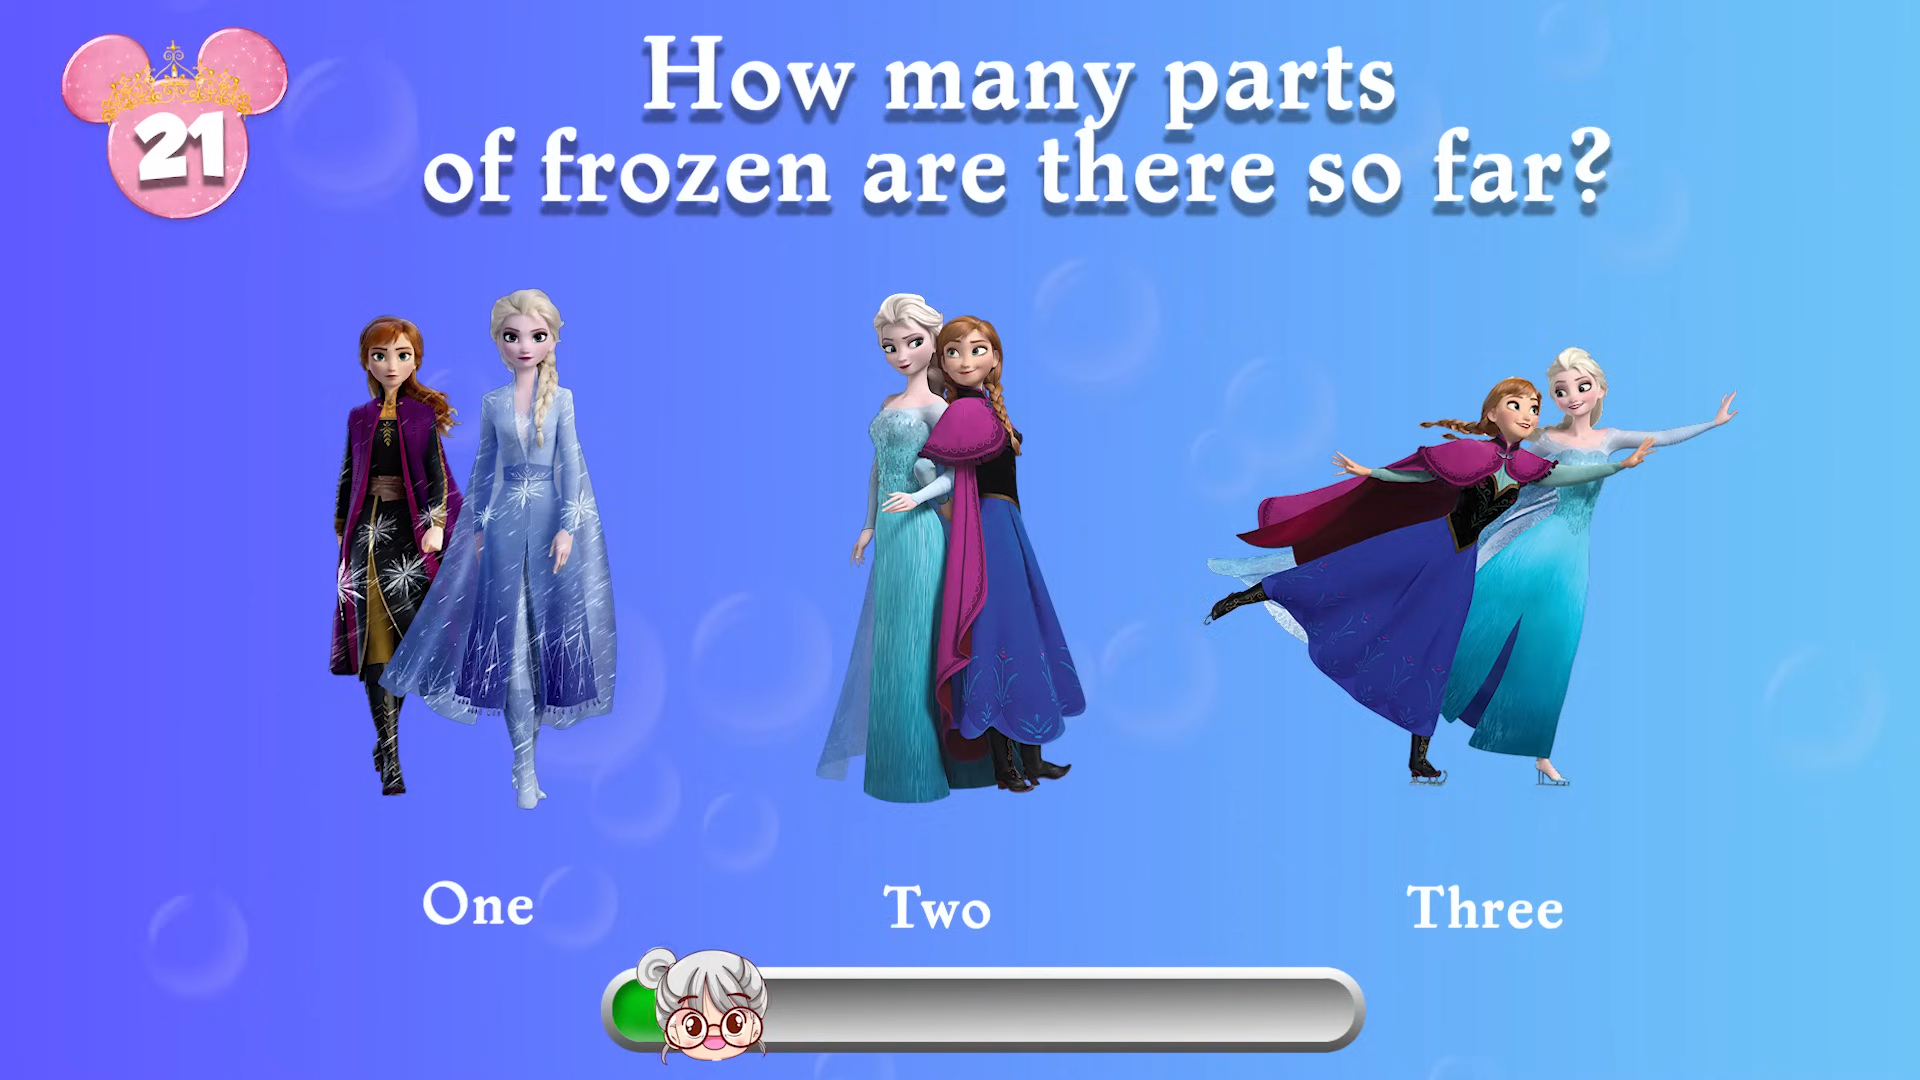 21
How many parts
of frozen are there so far?
One
Two
Three